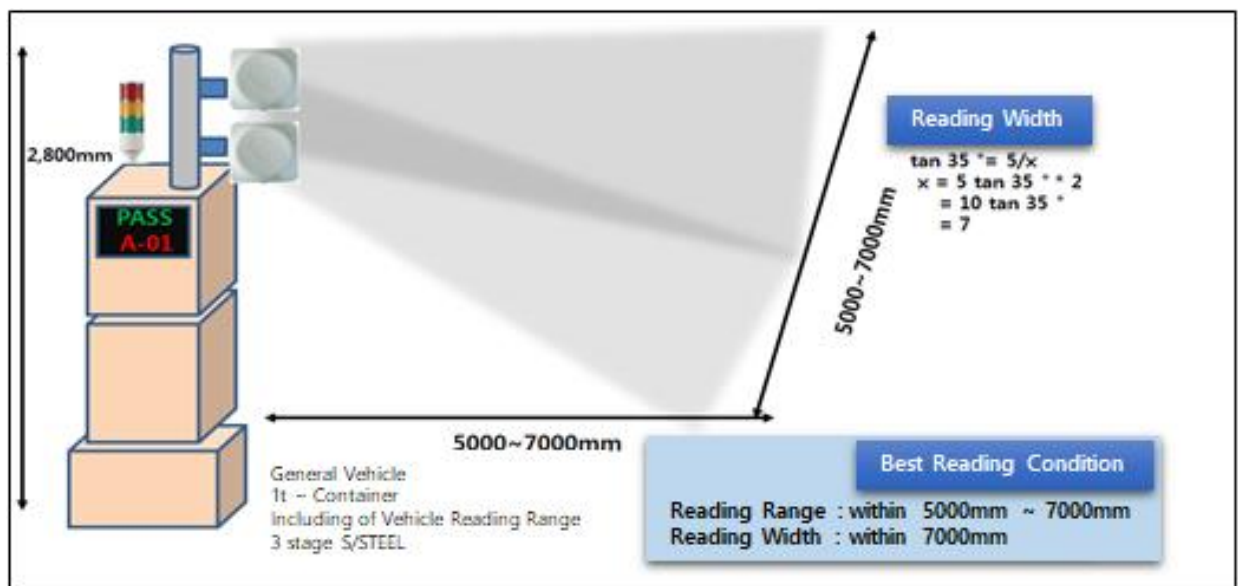 2,800mm
PASS
A-01
Reading Width
tan 35 ˚= 5/x
x = 5 tan 35 ˚ * 2
= 10 tan 35 ˚
= 7
5000~7000mm
5000~7000mm
General Vehicle
1t ~ Container
Including of Vehicle Reading Range
3 stage S/STEEL
Best Reading Condition
Reading Range : within 5000mm ~ 7000mm
Reading Width : within 7000mm